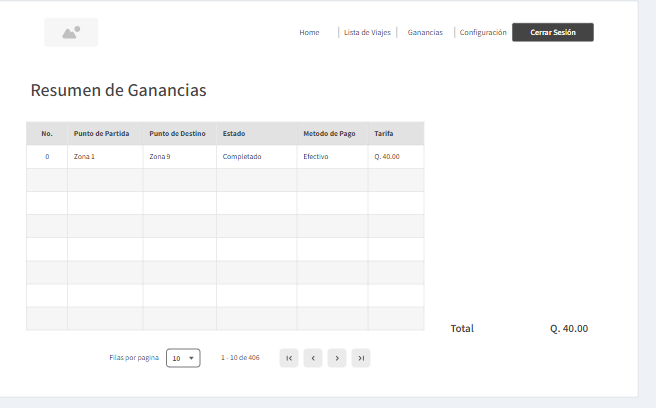 Home | Lista de Viajes | Ganancias | Configuración Cerrar Sesión
Resumen de Ganancias
No. Punto de Partida Punto de Destino Estado Metodo de Pago Tarifa
0 Zona 1 Zona 9 Completado Efectivo Q. 40.00
Total Q. 40.00
Filas por pagina 10 1 - 10 de 406